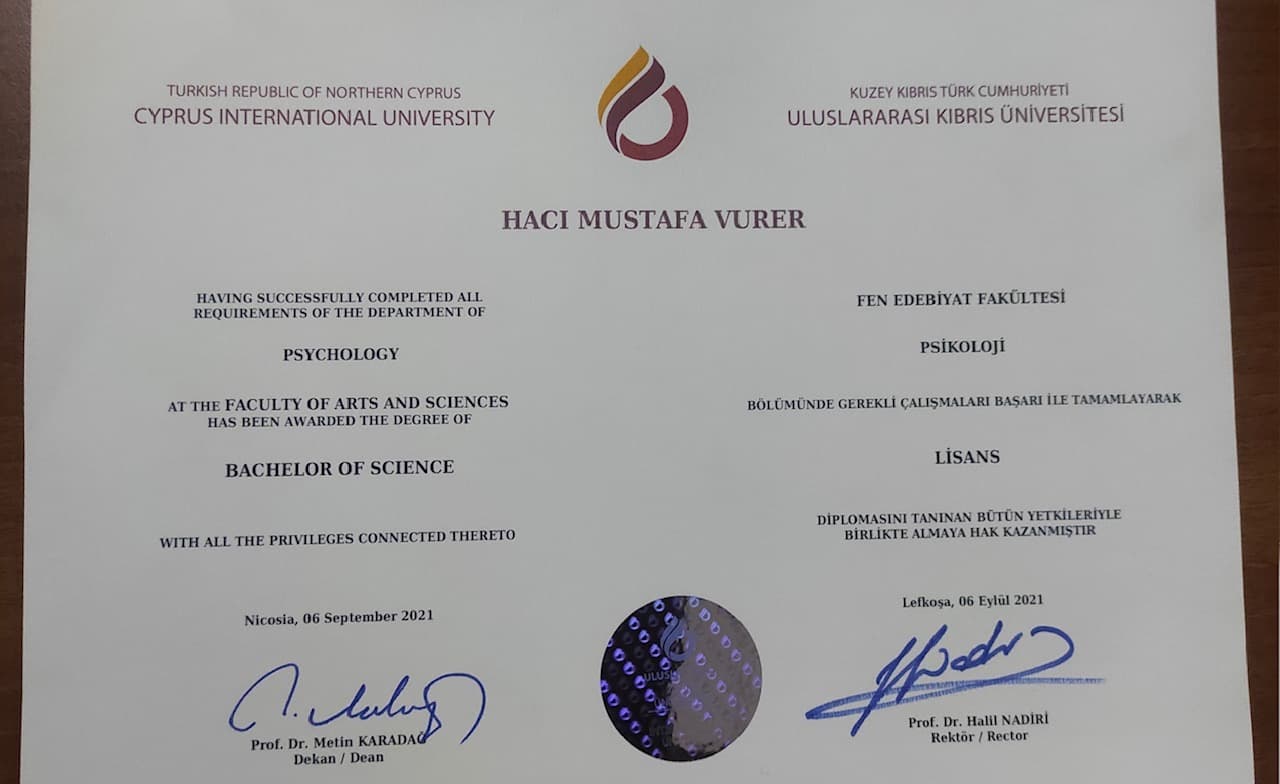 TURKISH REPUBLIC OF NORTHERN CYPRUS
CYPRUS INTERNATIONAL UNIVERSITY
KUZEY KIBRIS TÜRK CUMHURİYETİ
ULUSLARARASI KIBRIS ÜNİVERSİTESİ
HACI MUSTAFA VURER
HAVING SUCCESSFULLY COMPLETED ALL
REQUIREMENTS OF THE DEPARTMENT OF
PSYCHOLOGY
AT THE FACULTY OF ARTS AND SCIENCES
HAS BEEN AWARDED THE DEGREE OF
BACHELOR OF SCIENCE
WITH ALL THE PRIVILEGES CONNECTED THERETO
Nicosia, 06 September 2021
Prof. Dr. Metin KARADAĞ
Dekan / Dean
FEN EDEBİYAT FAKÜLTESİ
PSİKOLOJİ
BÖLÜMÜNDE GEREKLİ ÇALIŞMALARI BAŞARI İLE TAMAMLAYARAK
LİSANS
DİPLOMASINI TANINAN BÜTÜN YETKİLERİYLE
BİRLİKTE ALMAYA HAK KAZANMIŞTIR
Lefkoşa, 06 Eylül 2021
Prof. Dr. Halil NADİRİ
Rektör / Rector